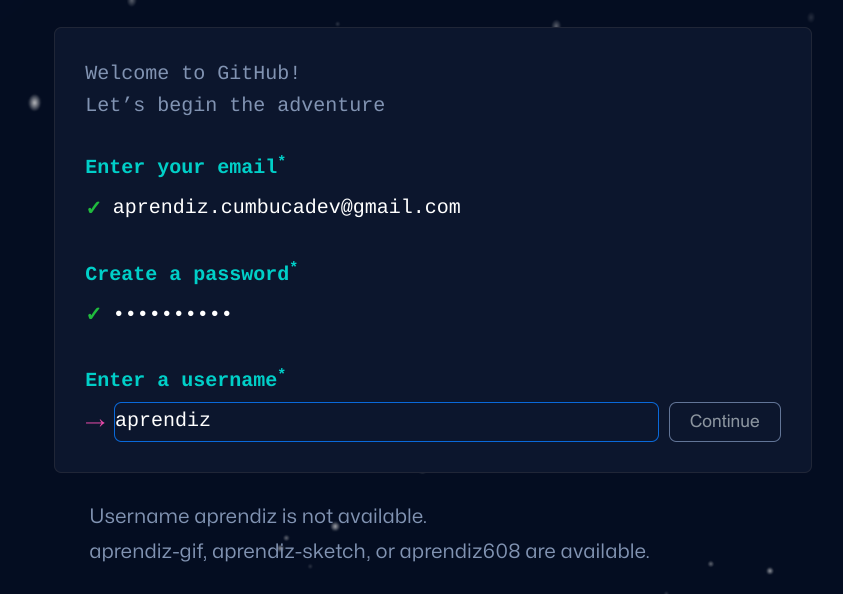 Welcome to GitHub!
Let’s begin the adventure
Enter your email*
✓ aprendiz.cumbucadev@gmail.com
Create a password*
✓ ••••••••••
Enter a username*
→ aprendiz Continue
Username aprendiz is not available.
aprendiz-gif, aprendiz-sketch, or aprendiz608 are available.